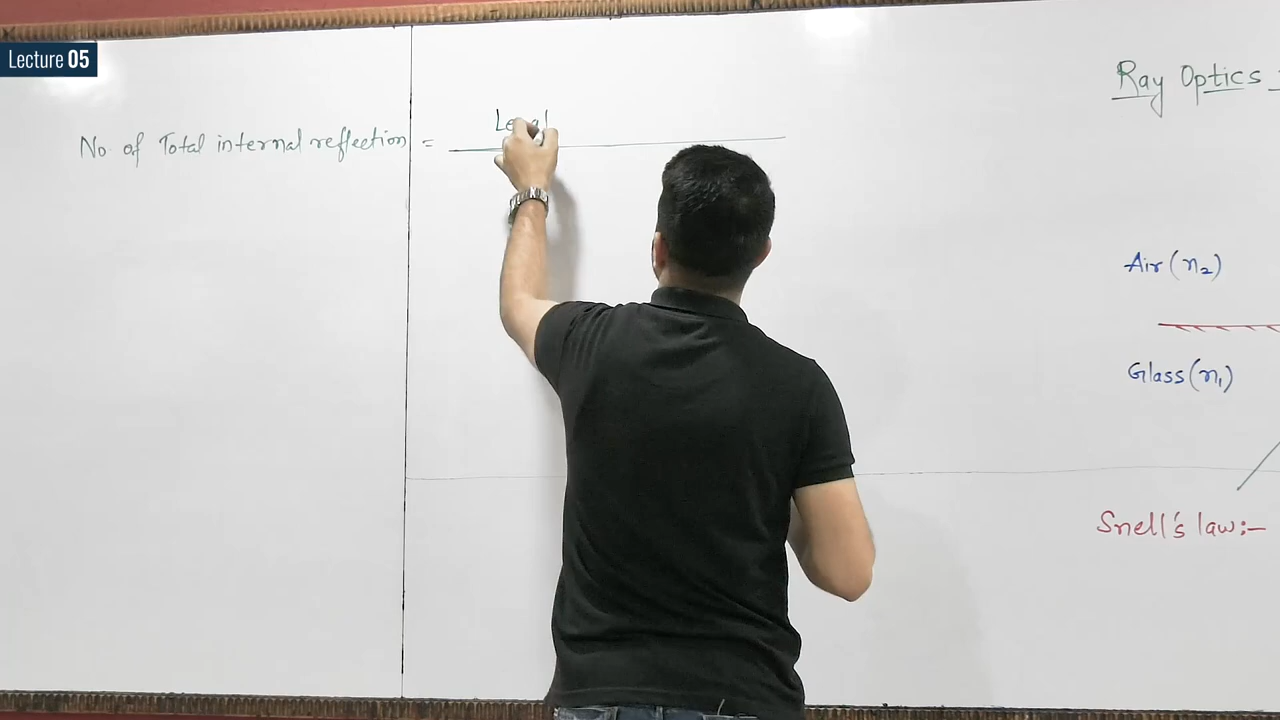 Lecture 05
No of Total internal reflection =
Ray Optics :
Air (n₂)
Glass (n₁)
Snell's law:-